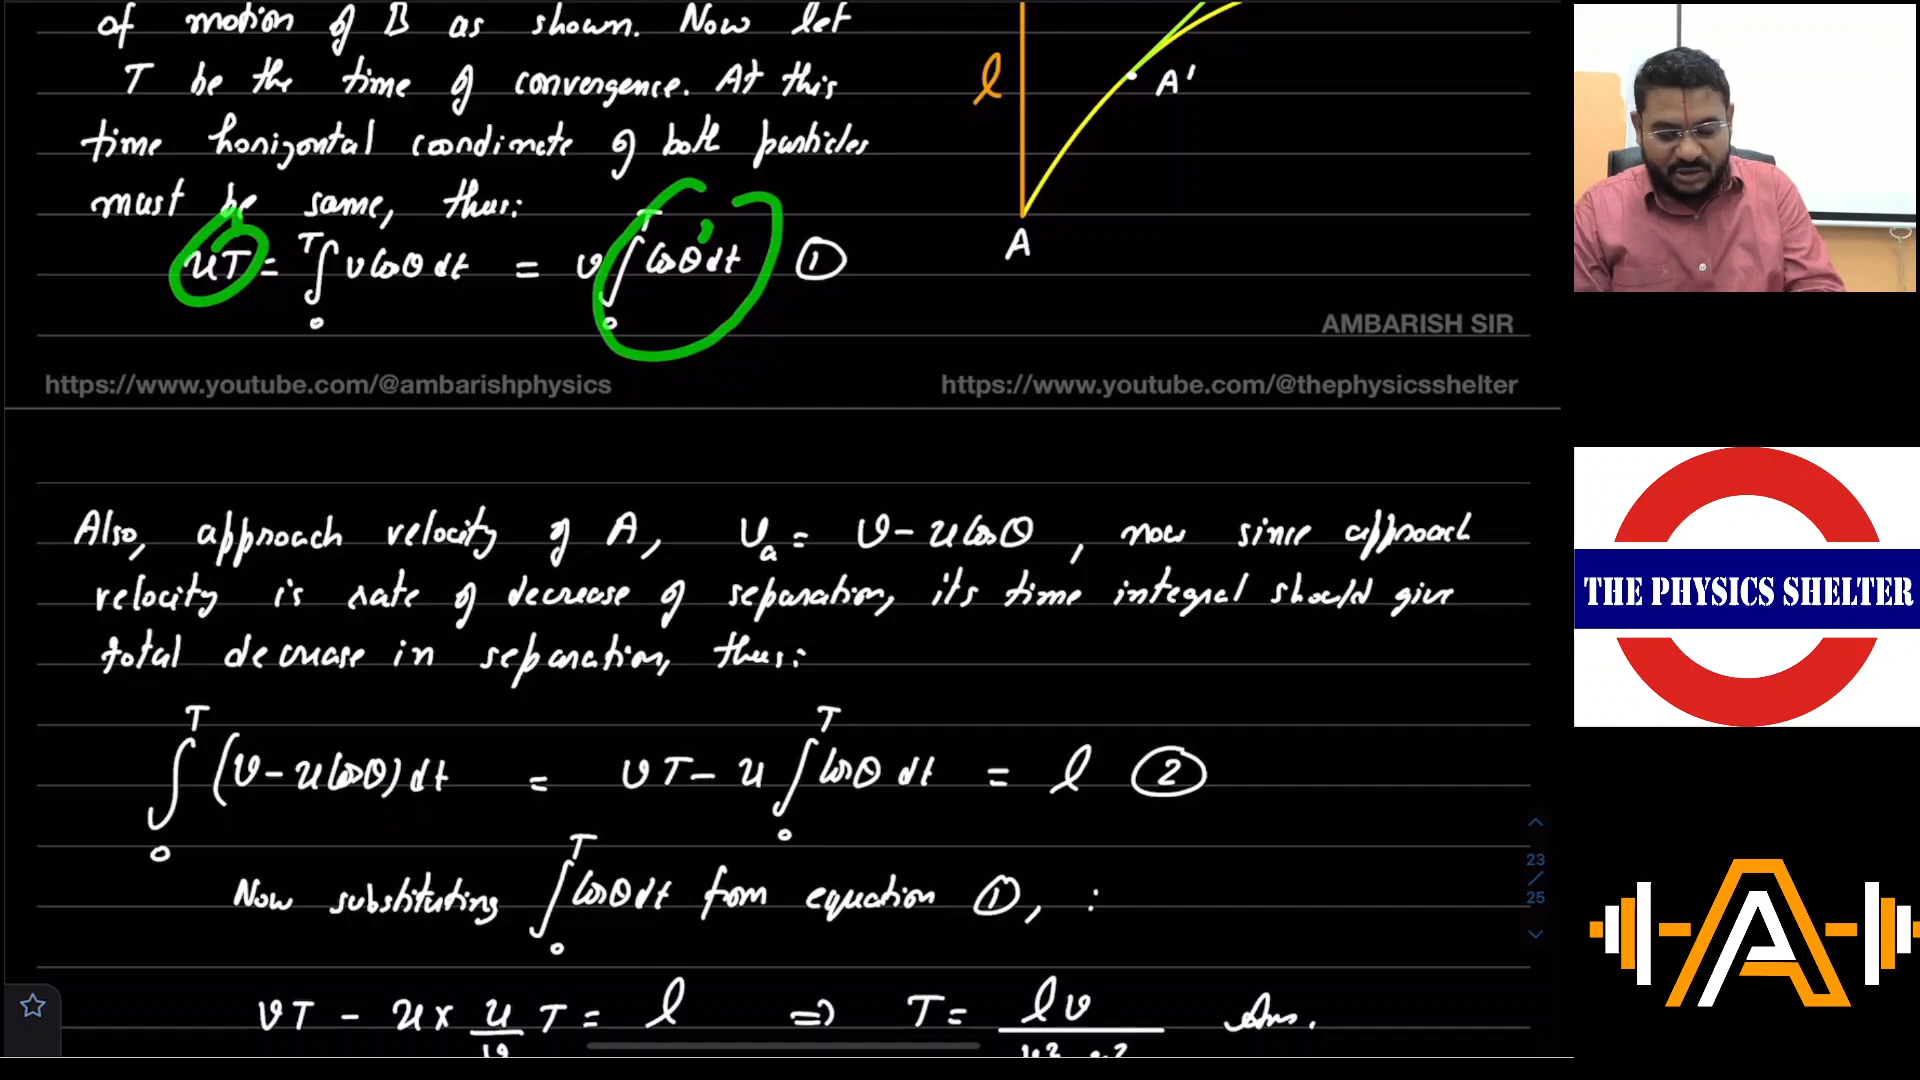 of motion of B as shown. Now let
T be the time of convergence. At this
time horizontal coordinate of both particles
must be same, thus:
uT = ∫₀ᵀ v cosθ dt = v ∫₀ᵀ cosθ dt ①
l
A'
A
AMBARISH SIR
https://www.youtube.com/@ambarishphysics
https://www.youtube.com/@thephysicsshelter
Also, approach velocity of A, vₐ = v - u cosθ, now since approach
velocity is rate of decrease of separation, its time integral should give
total decrease in separation, thus:
∫₀ᵀ (v - u cosθ) dt = vT - u ∫₀ᵀ cosθ dt = l ②
Now substituting ∫₀ᵀ cosθ dt from equation ①, :
vT - u × u/v T = l ⇒ T = lv Ans.
23
/
25
THE PHYSICS SHELTER
A